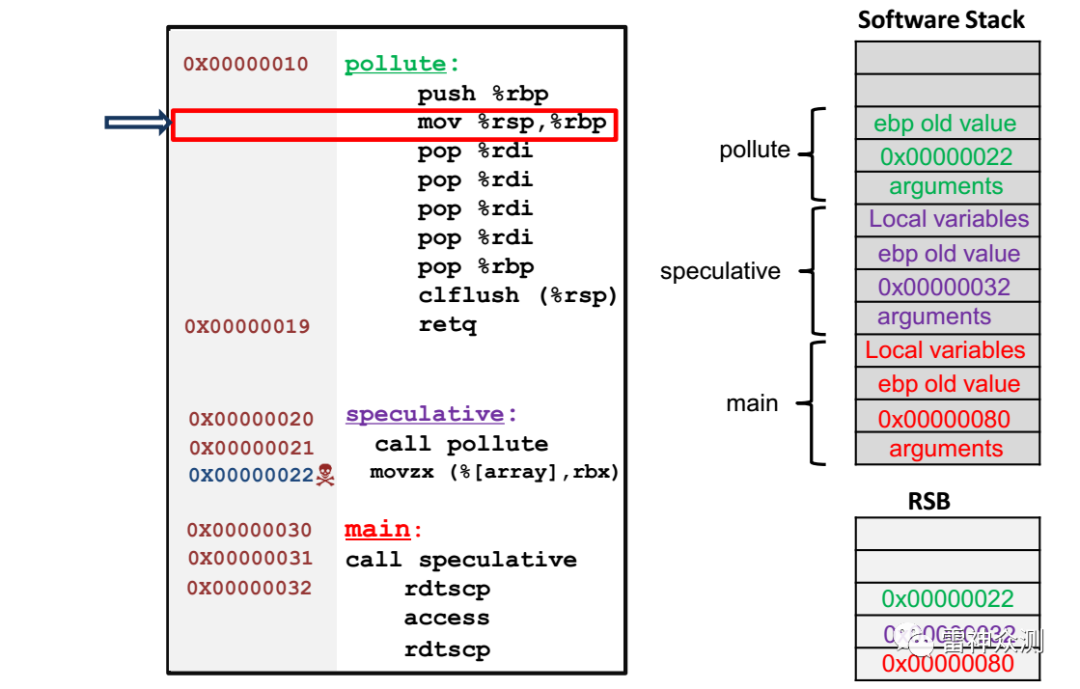 0X00000010 pollute:
push %rbp
mov %rsp,%rbp
pop %rdi
pop %rdi
pop %rdi
pop %rdi
pop %rbp
clflush (%rsp)
0X00000019 retq
0X00000020 speculative:
0X00000021 call pollute
0X00000022 movzx (%[array],rbx)
0X00000030 main:
0X00000031 call speculative
0X00000032 rdtscp
access
rdtscp
Software Stack
pollute
ebp old value
0x00000022
arguments
speculative
Local variables
ebp old value
0x00000032
arguments
main
Local variables
ebp old value
0x00000080
arguments
RSB
0x00000022
0x00000032
雷神众测
0x00000080